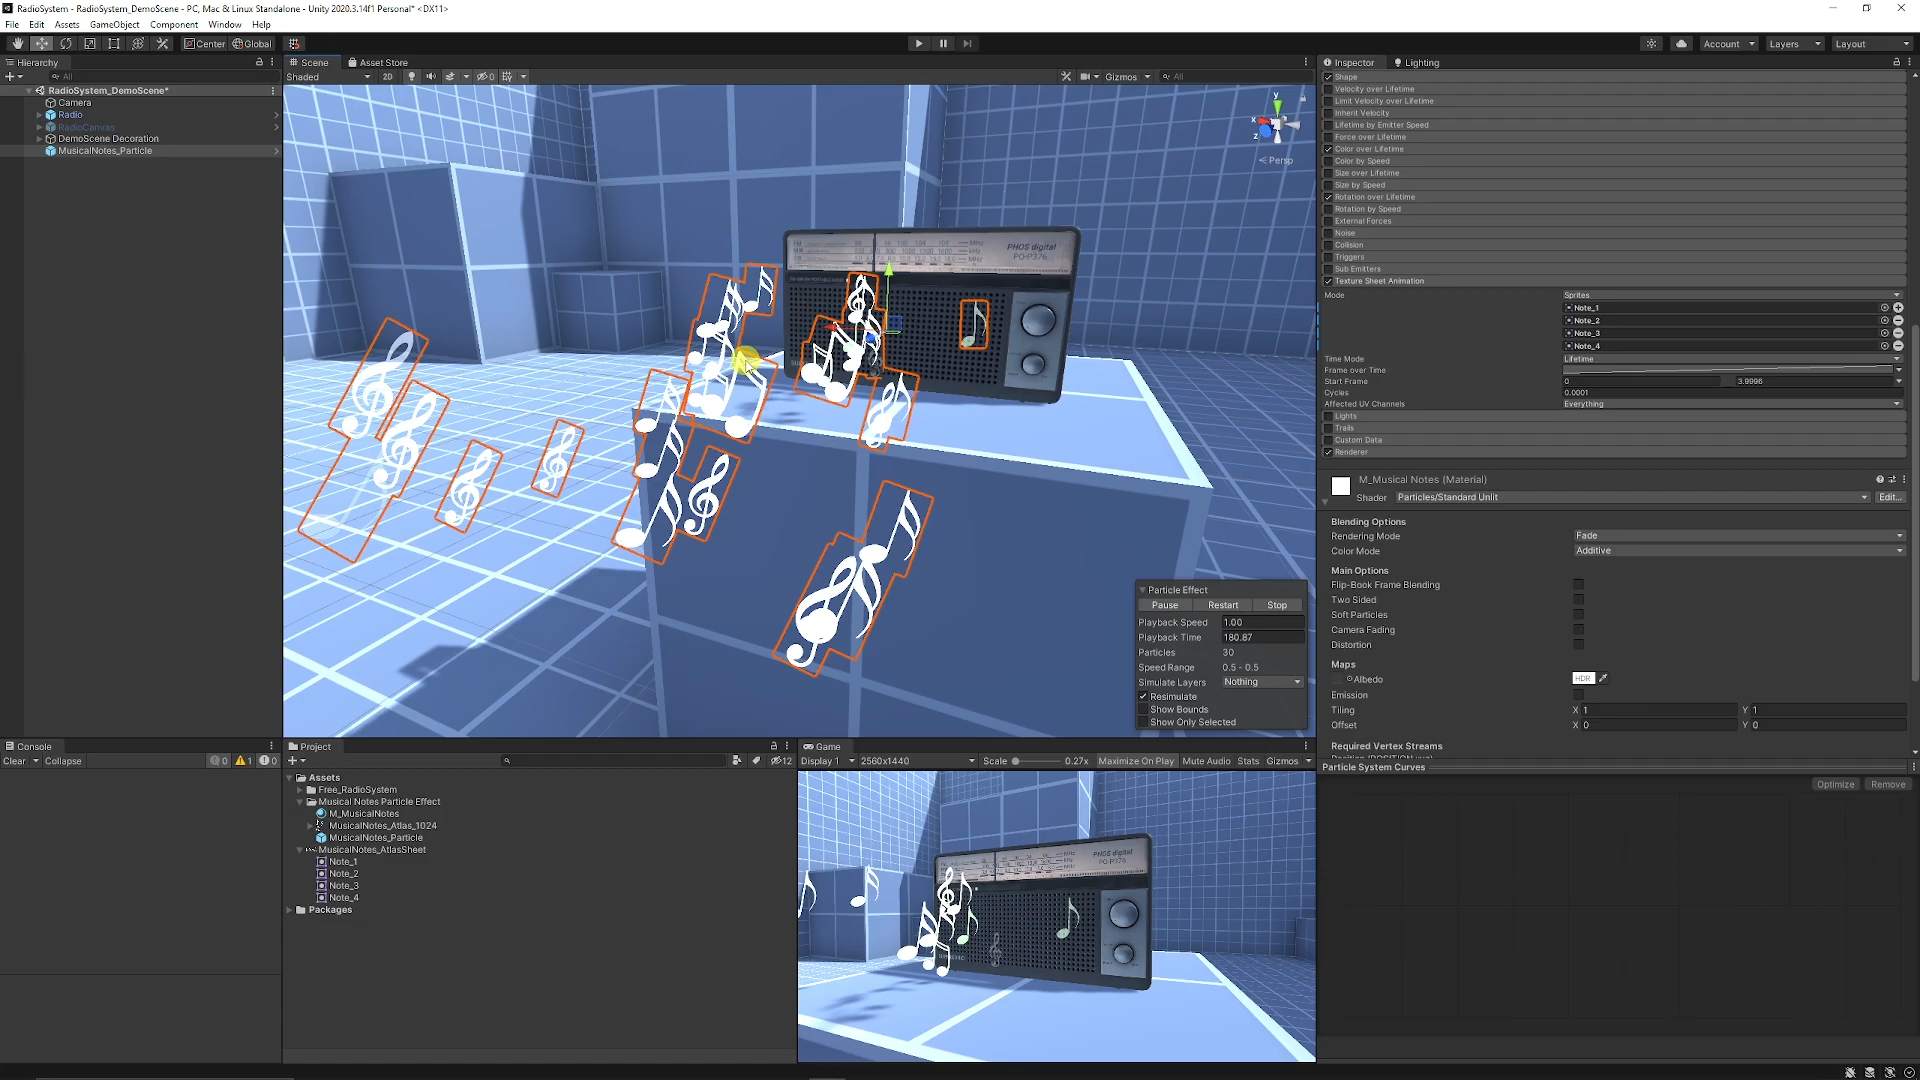 RadioSystem - RadioSystem_DemoScene - PC, Mac & Linux Standalone - Unity 2020.3.14f1 Personal* <DX11>
File Edit Assets GameObject Component Window Help
Center Global Account Layers Layout
Hierarchy
All
RadioSystem_DemoScene*
Camera
Radio
RadioCanvas
DemoScene Decoration
MusicalNotes_Particle
Scene Asset Store
Shaded 2D 0 Gizmos All
y
x
z
Persp
PHOS digital
PO-P376
Particle Effect
Pause Restart Stop
Playback Speed 1.00
Playback Time 180.87
Particles 30
Speed Range 0.5 - 0.5
Simulate Layers Nothing
Resimulate
Show Bounds
Show Only Selected
Inspector Lighting
Shape
Velocity over Lifetime
Limit Velocity over Lifetime
Inherit Velocity
Lifetime by Emitter Speed
Force over Lifetime
Color over Lifetime
Color by Speed
Size over Lifetime
Size by Speed
Rotation over Lifetime
Rotation by Speed
External Forces
Noise
Collision
Triggers
Sub Emitters
Texture Sheet Animation
Mode Sprites
Note_1
Note_2
Note_3
Note_4
Time Mode Lifetime
Frame over Time
Start Frame 0 3.9996
Cycles 0.0001
Affected UV Channels Everything
Lights
Trails
Custom Data
Renderer
M_Musical Notes (Material)
Shader Particles/Standard Unlit Edit...
Blending Options
Rendering Mode Fade
Color Mode Additive
Main Options
Flip-Book Frame Blending
Two Sided
Soft Particles
Camera Fading
Distortion
Maps
Albedo HDR
Emission
Tiling X 1 Y 1
Offset X 0 Y 0
Required Vertex Streams
Particle System Curves
Optimize Remove
Console
Clear Collapse 0 1 0
Project
12
Assets
Free_RadioSystem
Musical Notes Particle Effect
M_MusicalNotes
MusicalNotes_Atlas_1024
MusicalNotes_Particle
MusicalNotes_AtlasSheet
Note_1
Note_2
Note_3
Note_4
Packages
Game
Display 1 2560x1440 Scale 0.27x Maximize On Play Mute Audio Stats Gizmos
PHOS digital
PO-P376